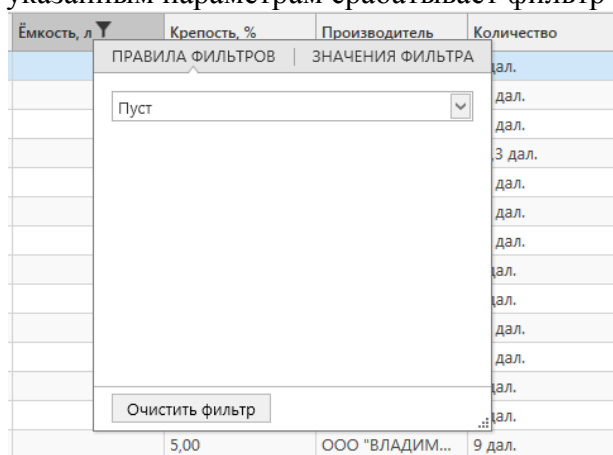 указанным параметрам срабатывает фильтр
Ёмкость, л Крепость, % Производитель Количество
ПРАВИЛА ФИЛЬТРОВ | ЗНАЧЕНИЯ ФИЛЬТРА
дал.
Пуст
дал.
дал.
,3 дал.
дал.
дал.
дал.
дал.
дал.
дал.
дал.
дал.
Очистить фильтр
дал.
5,00 ООО "ВЛАДИМ... 9 дал.